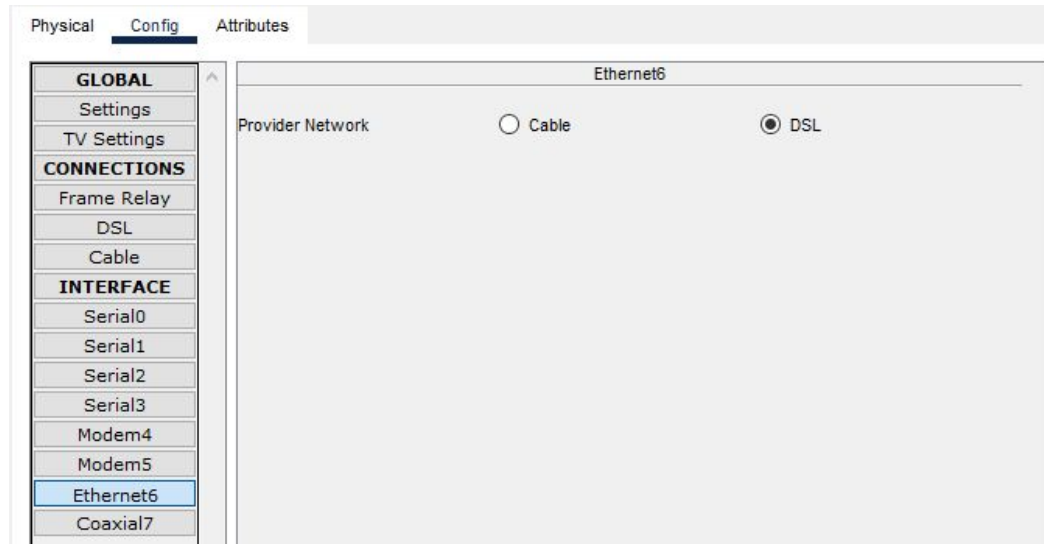 Physical Config Attributes
GLOBAL
Settings
TV Settings
CONNECTIONS
Frame Relay
DSL
Cable
INTERFACE
Serial0
Serial1
Serial2
Serial3
Modem4
Modem5
Ethernet6
Coaxial7
Ethernet6
Provider Network Cable DSL